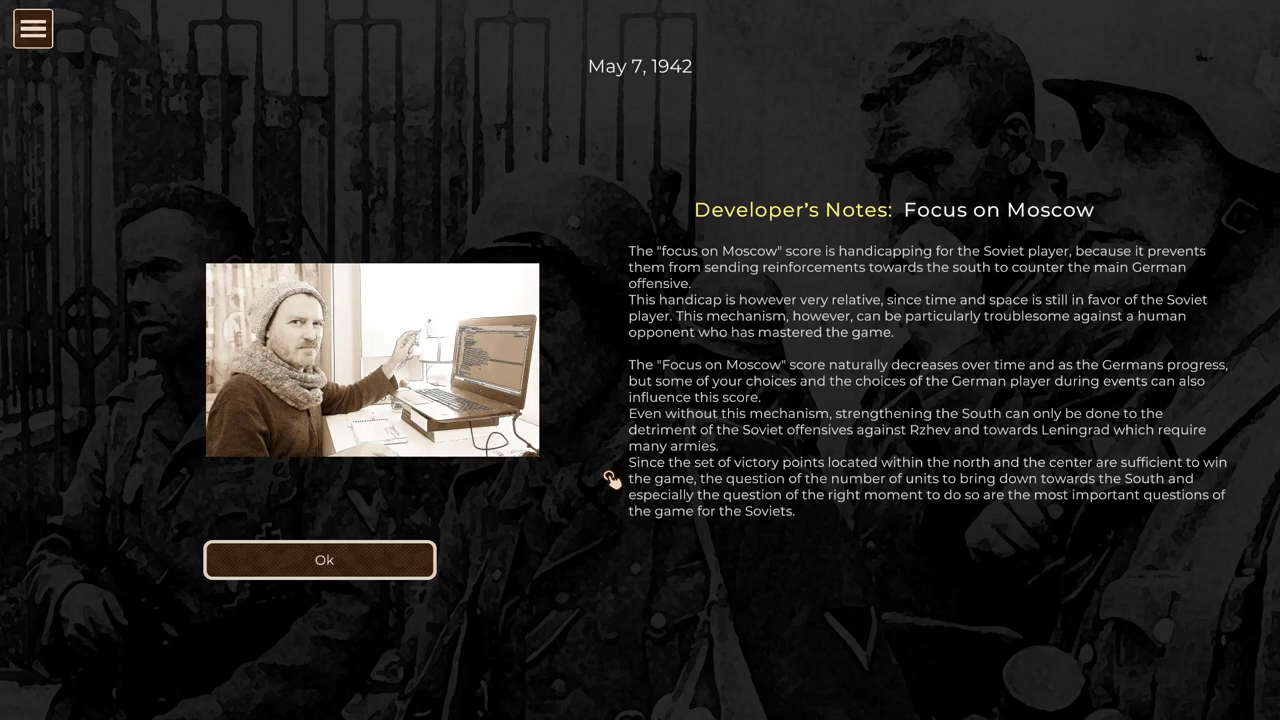 May 7, 1942
Developer's Notes: Focus on Moscow
The "focus on Moscow" score is handicapping for the Soviet player, because it prevents
them from sending reinforcements towards the south to counter the main German
offensive.
This handicap is however very relative, since time and space is still in favor of the Soviet
player. This mechanism, however, can be particularly troublesome against a human
opponent who has mastered the game.
The "Focus on Moscow" score naturally decreases over time and as the Germans progress,
but some of your choices and the choices of the German player during events can also
influence this score.
Even without this mechanism, strengthening the South can only be done to the
detriment of the Soviet offensives against Rzhev and towards Leningrad which require
many armies.
Since the set of victory points located within the north and the center are sufficient to win
the game, the question of the number of units to bring down towards the South and
especially the question of the right moment to do so are the most important questions of
the game for the Soviets.
Ok